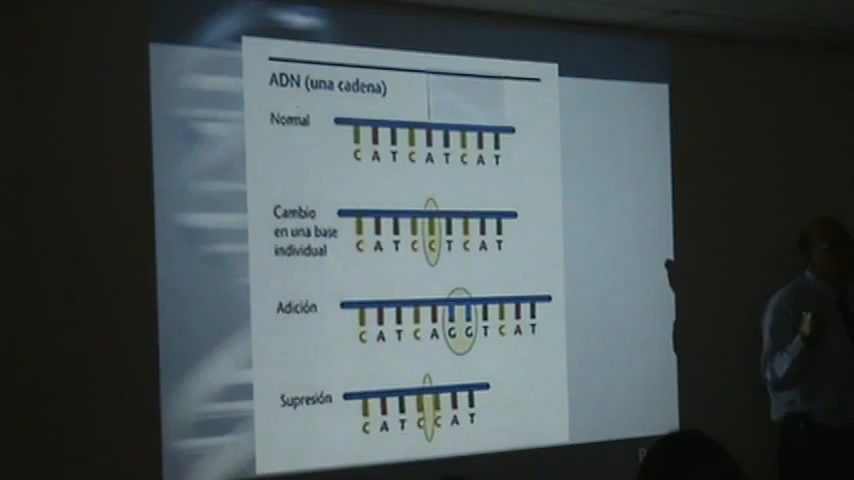 ADN (una cadena)
Normal
C A T C A T C A T
Cambio
en una base
individual
C A T C C T C A T
Adición
C A T C A G G T C A T
Supresión
C A T C C A T